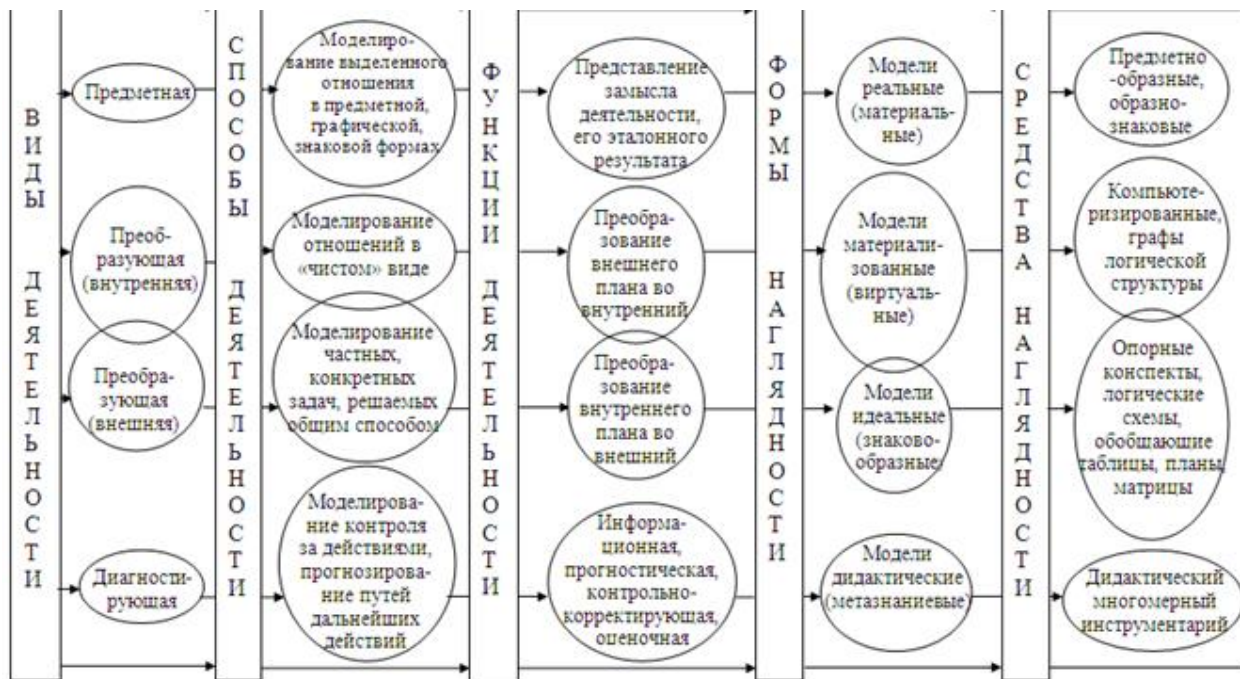 ВИДЫ ДЕЯТЕЛЬНОСТИ
Предметная
Преоб-
разующая
(внутренняя)
Преобра-
зующая
(внешняя)
Диагности-
рующая
СПОСОБЫ ДЕЯТЕЛЬНОСТИ
Моделиро-
вание выделенного
отношения
в предметной,
графической,
знаковой формах
Моделирование
отношений в
«чистом» виде
Моделирование
частных,
конкретных
задач, решаемых
общим способом
Моделирова-
ние контроля
за действиями,
прогнозирова-
ние путей
дальнейших
действий
ФУНКЦИИ ДЕЯТЕЛЬНОСТИ
Представление
замысла
деятельности,
его эталонного
результата
Преобра-
зование
внешнего
плана во
внутренний
Преобра-
зование
внутреннего
плана во
внешний
Информа-
ционная,
прогностическая,
контрольно-
корректирующая,
оценочная
ФОРМЫ НАГЛЯДНОСТИ
Модели
реальные
(материаль-
ные)
Модели
материали-
зованные
(виртуаль-
ные)
Модели
идеальные
(знаково-
образные)
Модели
дидактические
(метазнаниевые)
СРЕДСТВА НАГЛЯДНОСТИ
Предметно
-образные,
образно-
знаковые
Компьюте-
ризированные,
графы
логической
структуры
Опорные
конспекты,
логические
схемы,
обобщающие
таблицы, планы,
матрицы
Дидактический
многомерный
инструментарий